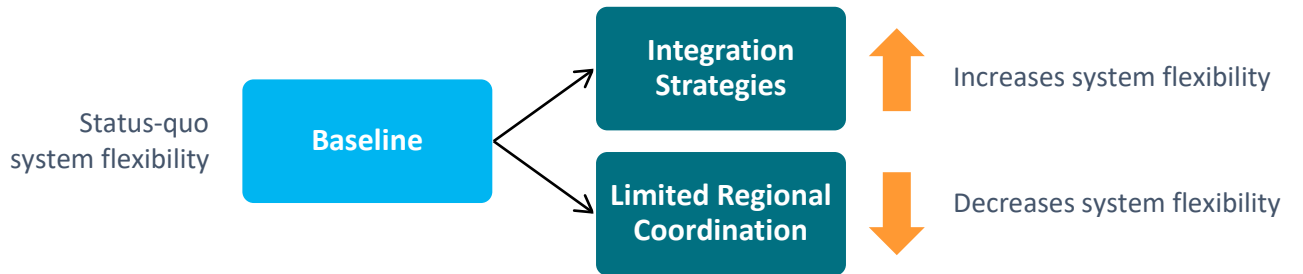 Status-quo
system flexibility
Baseline
Integration
Strategies
Increases system flexibility
Limited Regional
Coordination
Decreases system flexibility